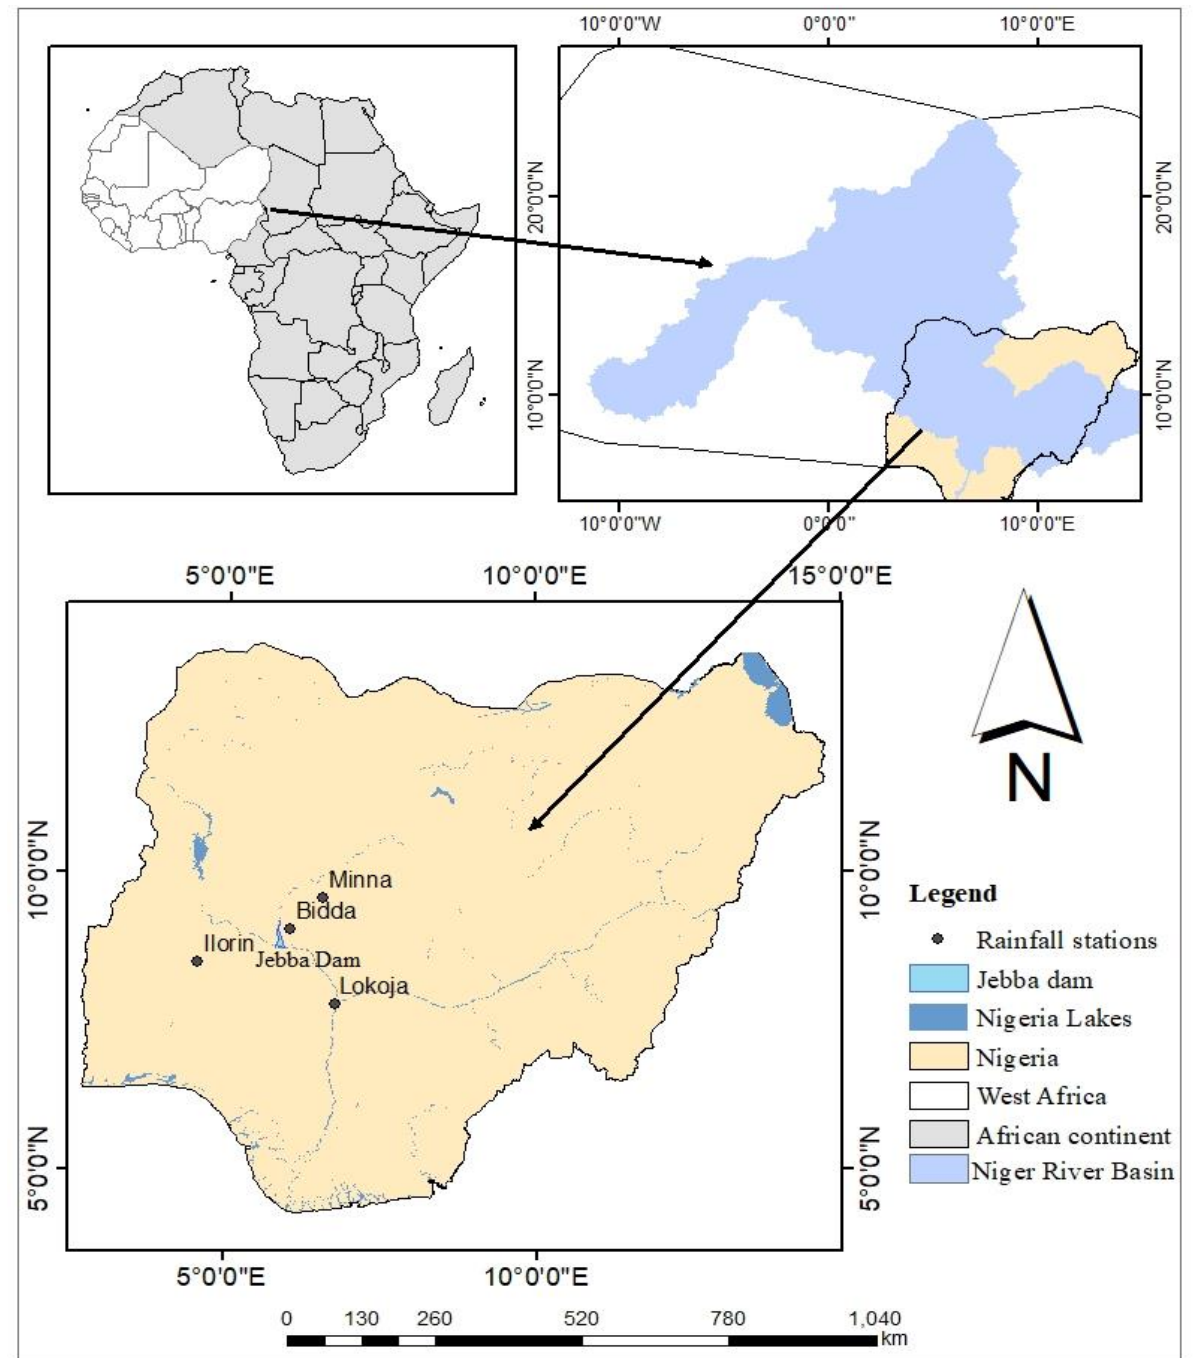 10°0'0"W 0°0'0" 10°0'0"E
20°0'0"N
20°0'0"N
10°0'0"N
10°0'0"N
10°0'0"W 0°0'0" 10°0'0"E
5°0'0"E 10°0'0"E 15°0'0"E
N
10°0'0"N
10°0'0"N
Minna
Bidda
Ilorin
Jebba Dam
Lokoja
5°0'0"N
5°0'0"N
5°0'0"E 10°0'0"E
Legend
Rainfall stations
Jebba dam
Nigeria Lakes
Nigeria
West Africa
African continent
Niger River Basin
0 130 260 520 780 1,040
km